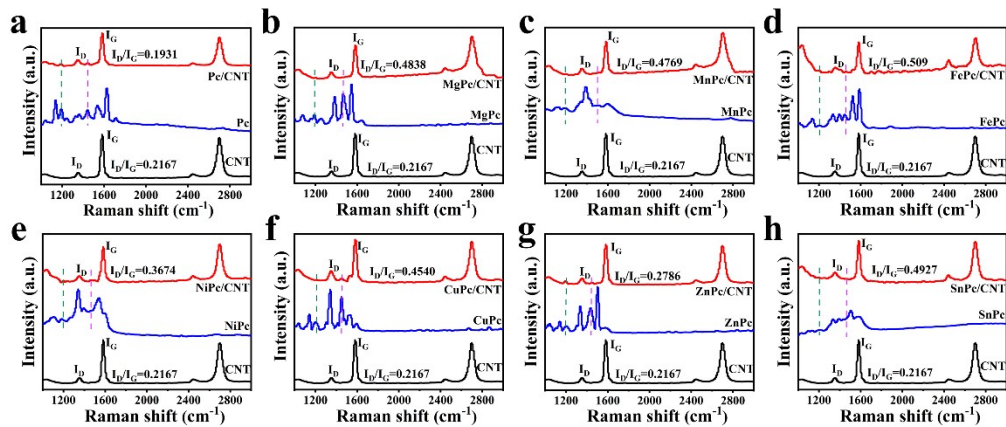 a
Intensity (a.u.)
I_G
I_D
I_D/I_G=0.1931
Pc/CNT
Pc
I_G
I_D
I_D/I_G=0.2167
CNT
1200 1600 2000 2400 2800
Raman shift (cm⁻¹)
b
Intensity (a.u.)
I_G
I_D
I_D/I_G=0.4838
MgPc/CNT
MgPc
I_G
I_D
I_D/I_G=0.2167
CNT
1200 1600 2000 2400 2800
Raman shift (cm⁻¹)
c
Intensity (a.u.)
I_G
I_D
I_D/I_G=0.4769
MnPc/CNT
MnPc
I_G
I_D
I_D/I_G=0.2167
CNT
1200 1600 2000 2400 2800
Raman shift (cm⁻¹)
d
Intensity (a.u.)
I_G
I_D
I_D/I_G=0.509
FePc/CNT
FePc
I_G
I_D
I_D/I_G=0.2167
CNT
1200 1600 2000 2400 2800
Raman shift (cm⁻¹)
e
Intensity (a.u.)
I_G
I_D
I_D/I_G=0.3674
NiPc/CNT
NiPc
I_G
I_D
I_D/I_G=0.2167
CNT
1200 1600 2000 2400 2800
Raman shift (cm⁻¹)
f
Intensity (a.u.)
I_G
I_D
I_D/I_G=0.4540
CuPc/CNT
CuPc
I_G
I_D
I_D/I_G=0.2167
CNT
1200 1600 2000 2400 2800
Raman shift (cm⁻¹)
g
Intensity (a.u.)
I_G
I_D
I_D/I_G=0.2786
ZnPc/CNT
ZnPc
I_G
I_D
I_D/I_G=0.2167
CNT
1200 1600 2000 2400 2800
Raman shift (cm⁻¹)
h
Intensity (a.u.)
I_G
I_D
I_D/I_G=0.4927
SnPc/CNT
SnPc
I_G
I_D
I_D/I_G=0.2167
CNT
1200 1600 2000 2400 2800
Raman shift (cm⁻¹)